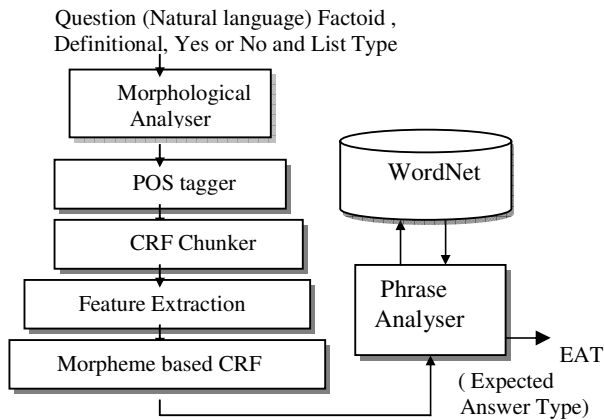 Question (Natural language) Factoid ,
Definitional, Yes or No and List Type
Morphological
Analyser
POS tagger
CRF Chunker
Feature Extraction
Morpheme based CRF
WordNet
Phrase
Analyser
EAT
( Expected
Answer Type)